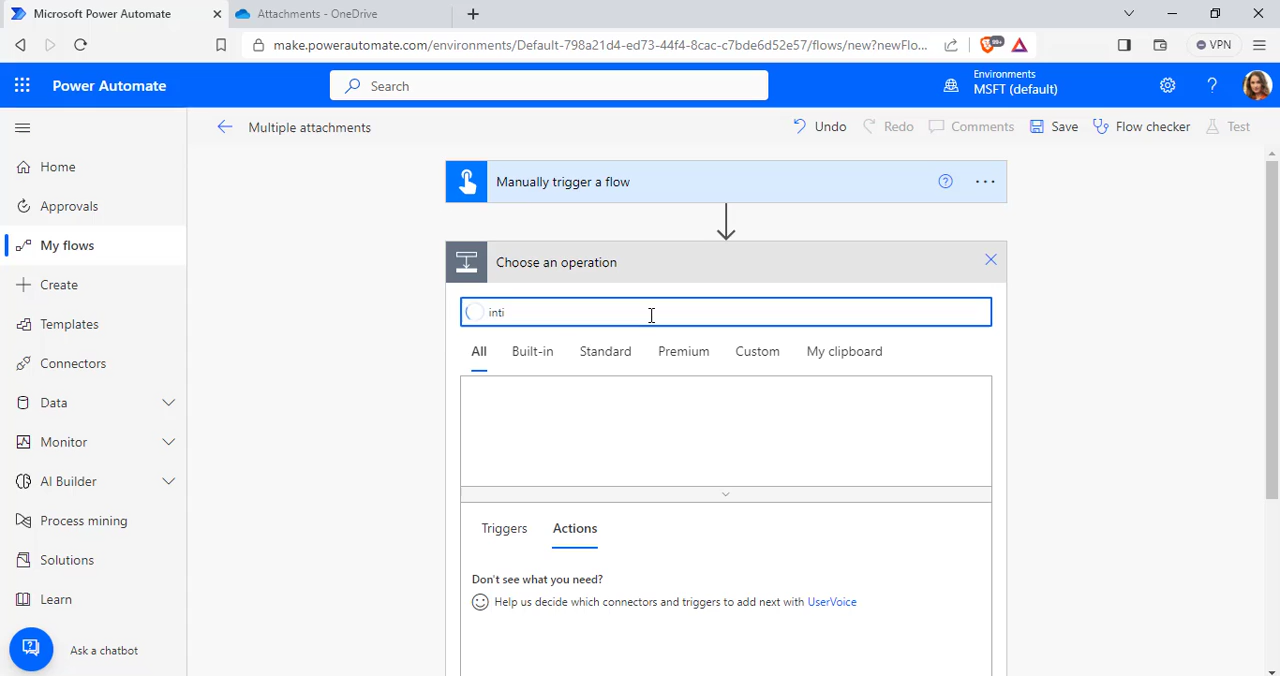 Microsoft Power Automate
Attachments - OneDrive
make.powerautomate.com/environments/Default-798a21d4-ed73-44f4-8cac-c7bde6d52e57/flows/new?newFlo...
99+
VPN
Power Automate
Search
Environments
MSFT (default)
Multiple attachments
Undo
Redo
Comments
Save
Flow checker
Test
Home
Approvals
My flows
Create
Templates
Connectors
Data
Monitor
AI Builder
Process mining
Solutions
Learn
Ask a chatbot
Manually trigger a flow
Choose an operation
inti
All
Built-in
Standard
Premium
Custom
My clipboard
Triggers
Actions
Don't see what you need?
Help us decide which connectors and triggers to add next with UserVoice